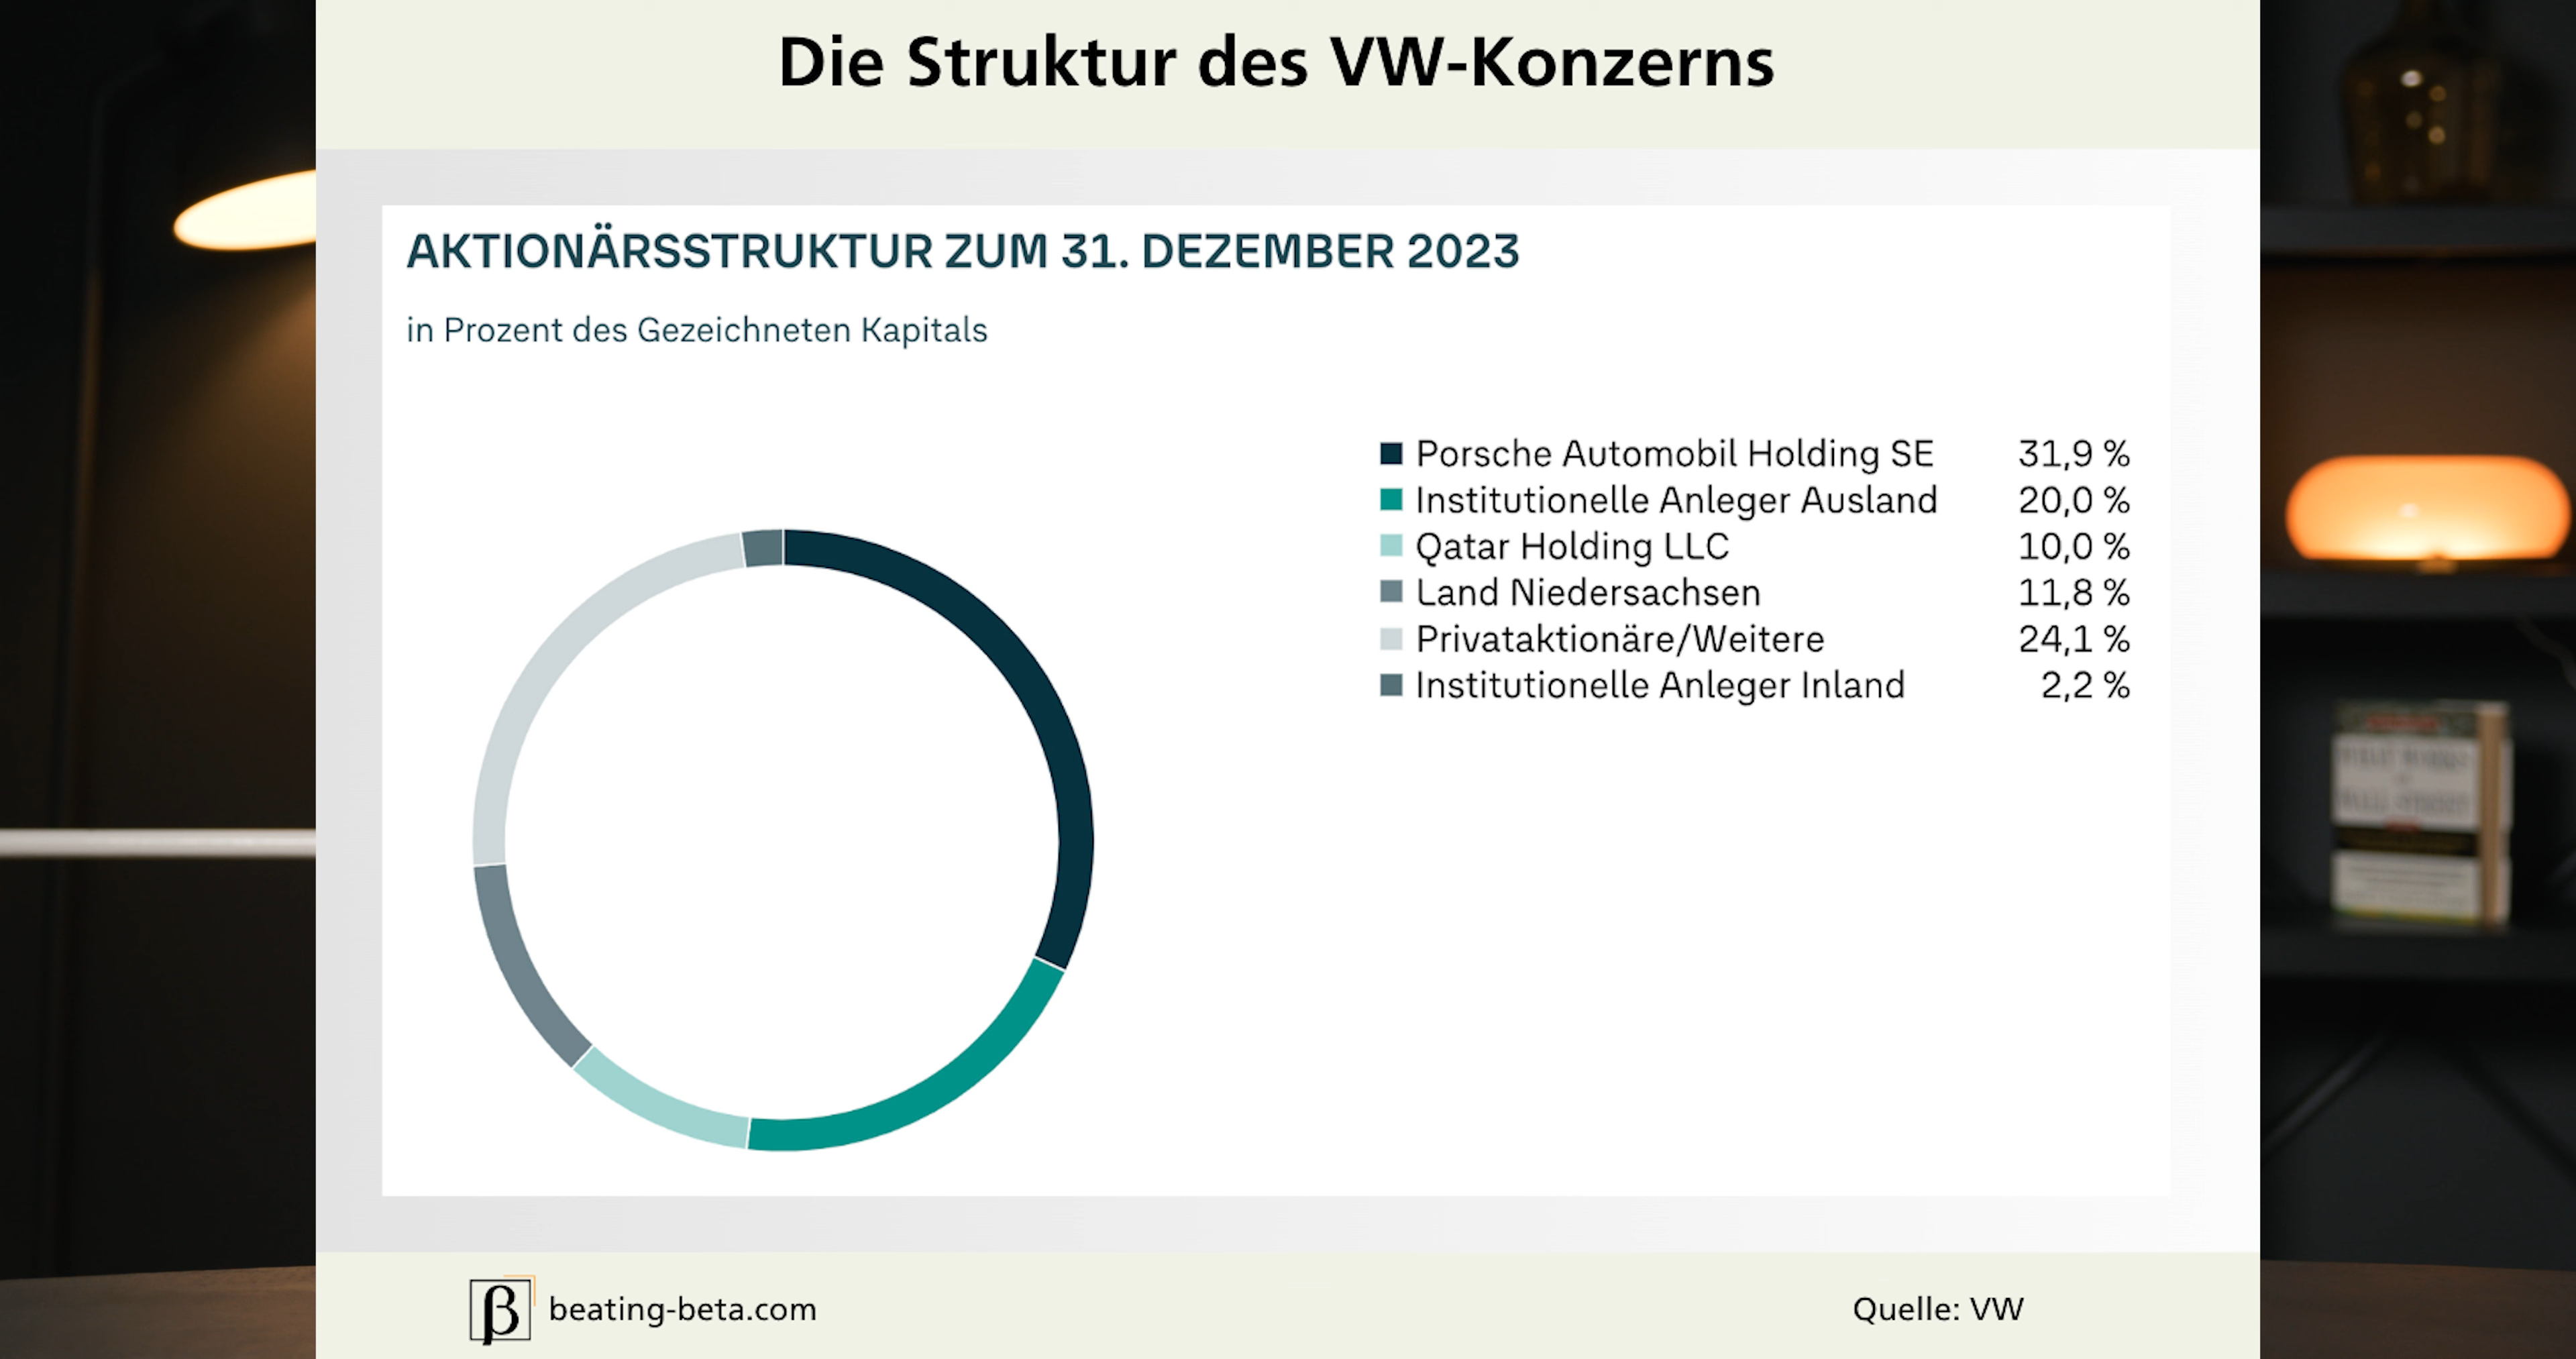 Die Struktur des VW-Konzerns
AKTIONÄRSSTRUKTUR ZUM 31. DEZEMBER 2023
in Prozent des Gezeichneten Kapitals
Porsche Automobil Holding SE 31,9 %
Institutionelle Anleger Ausland 20,0 %
Qatar Holding LLC 10,0 %
Land Niedersachsen 11,8 %
Privataktionäre/Weitere 24,1 %
Institutionelle Anleger Inland 2,2 %
β beating-beta.com
Quelle: VW